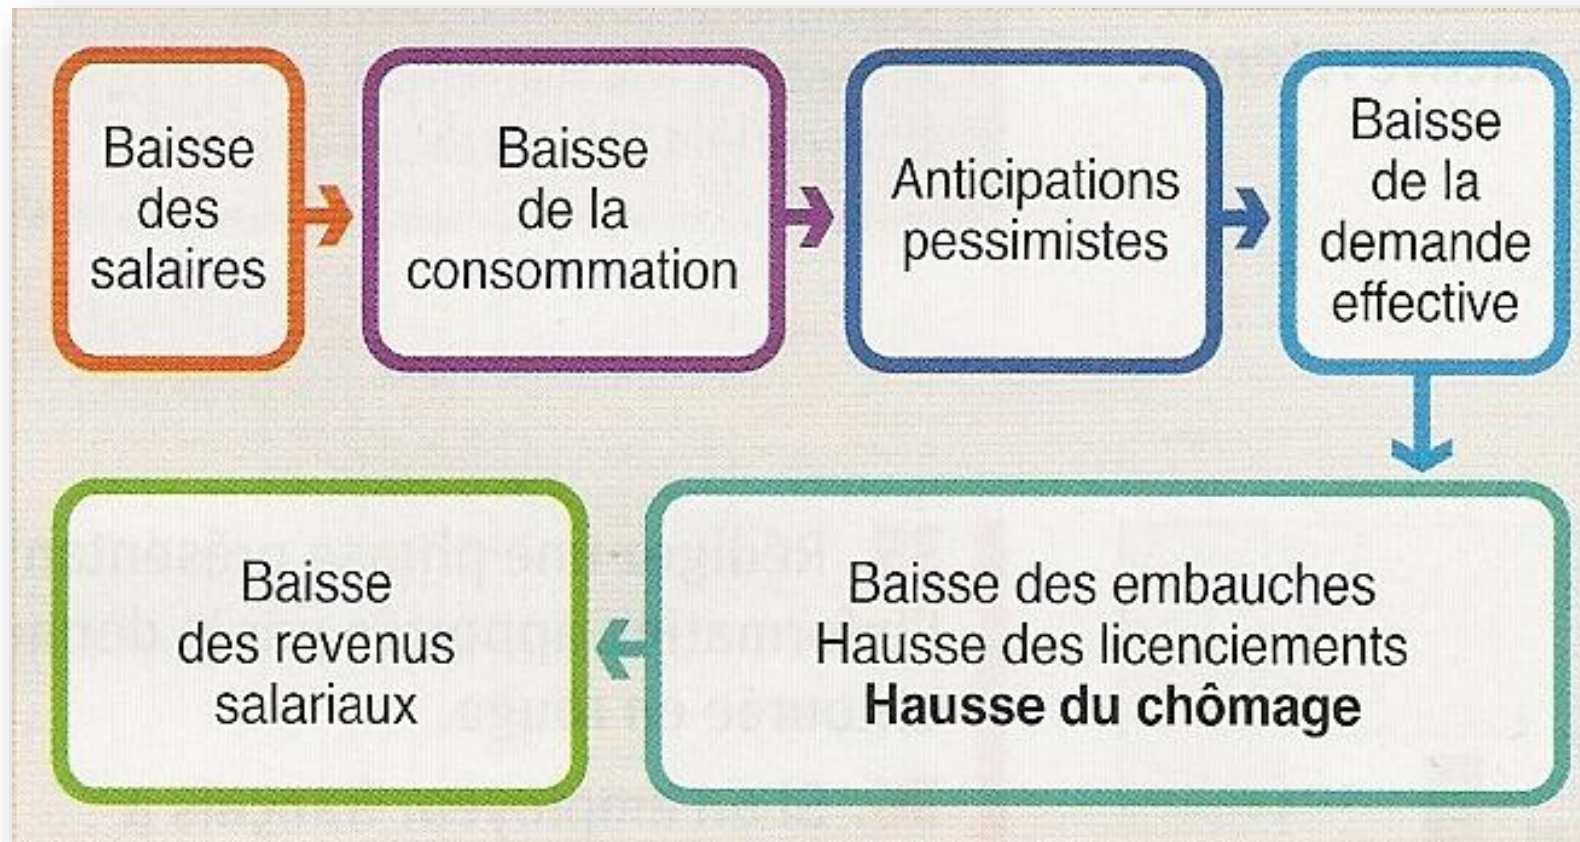 Baisse
des
salaires
Baisse
de la
consommation
Anticipations
pessimistes
Baisse
de la
demande
effective
Baisse des embauches
Hausse des licenciements
Hausse du chômage
Baisse
des revenus
salariaux